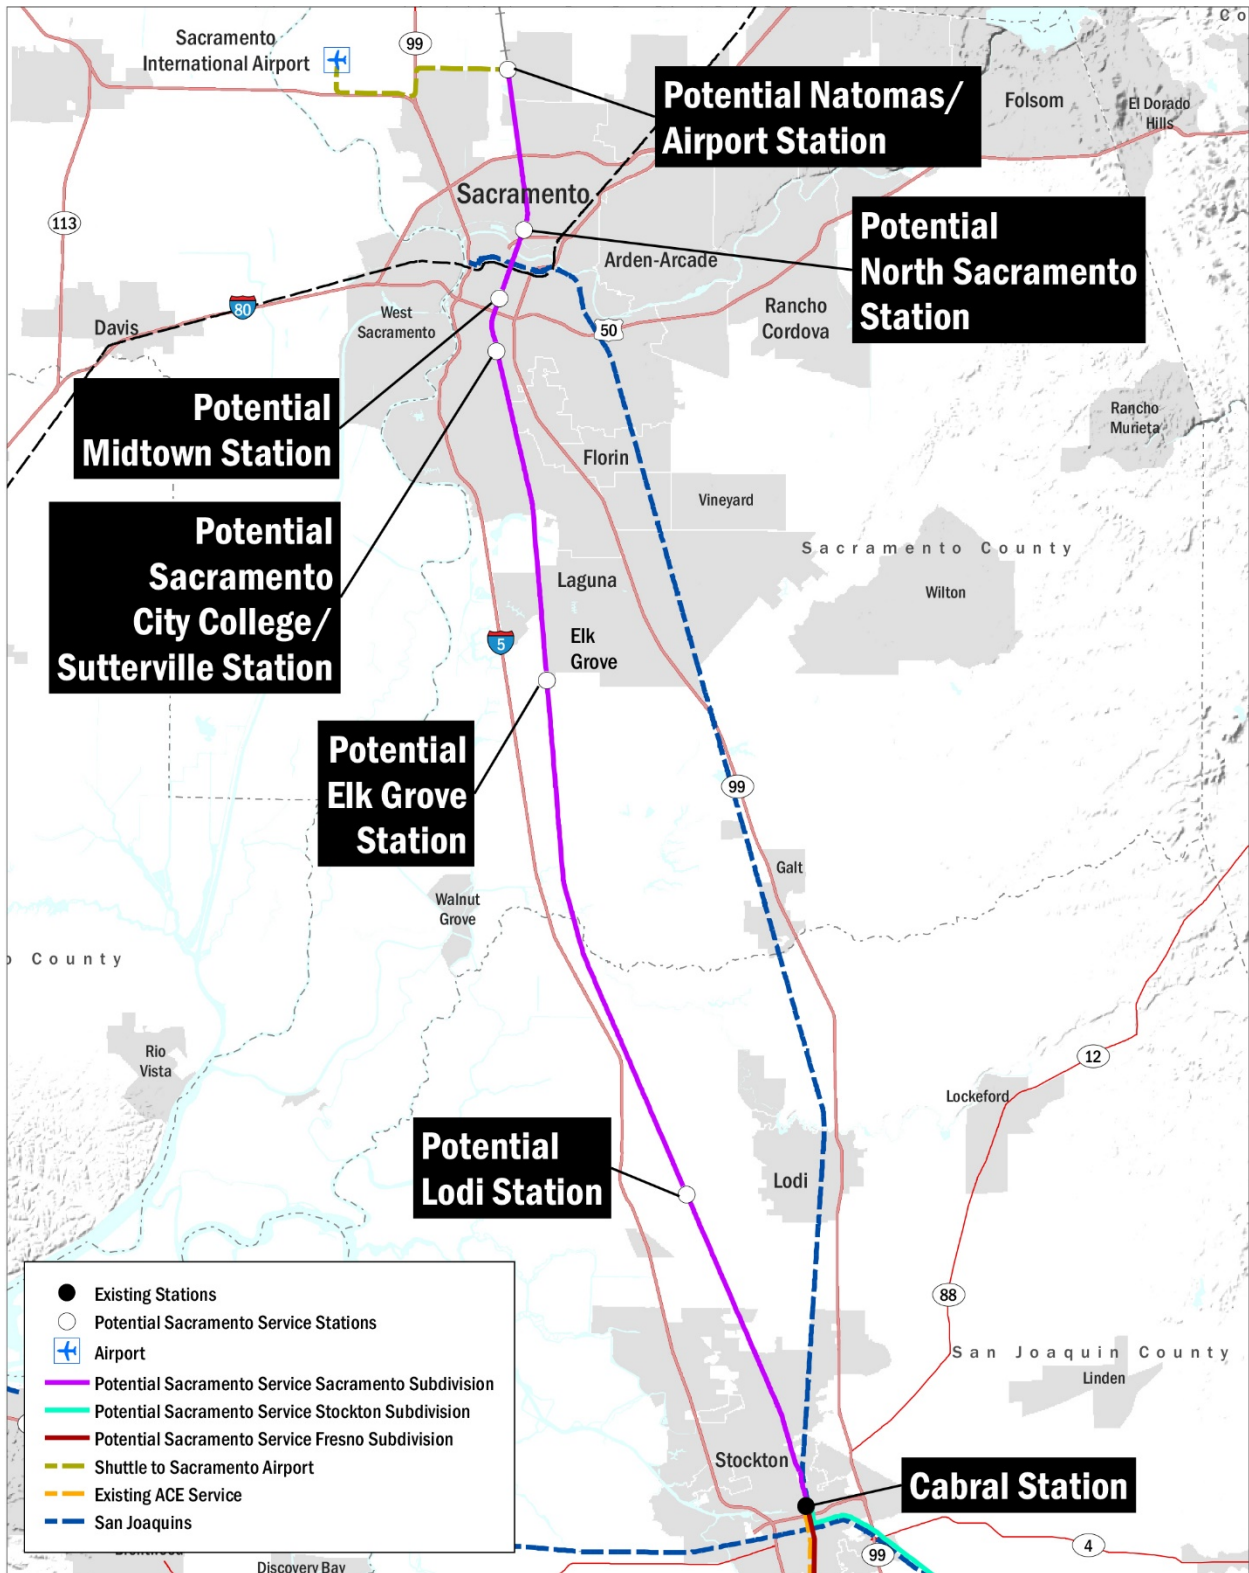 Sacramento
International Airport
99
Co
Potential Natomas/
Airport Station
Folsom
El Dorado
Hills
Sacramento
113
Potential
North Sacramento
Station
Arden-Arcade
80
West
Sacramento
Rancho
Cordova
Davis
50
Potential
Midtown Station
Rancho
Murieta
Florin
Vineyard
Potential
Sacramento
City College/
Sutterville Station
Sacramento County
Laguna
Wilton
5
Elk
Grove
Potential
Elk Grove
Station
99
Galt
Walnut
Grove
o County
Rio
Vista
12
Lockeford
Potential
Lodi Station
Lodi
88
San Joaquin County
Linden
Existing Stations
Potential Sacramento Service Stations
Airport
Potential Sacramento Service Sacramento Subdivision
Potential Sacramento Service Stockton Subdivision
Potential Sacramento Service Fresno Subdivision
Shuttle to Sacramento Airport
Existing ACE Service
San Joaquins
Stockton
Cabral Station
4
99
Discovery Bay